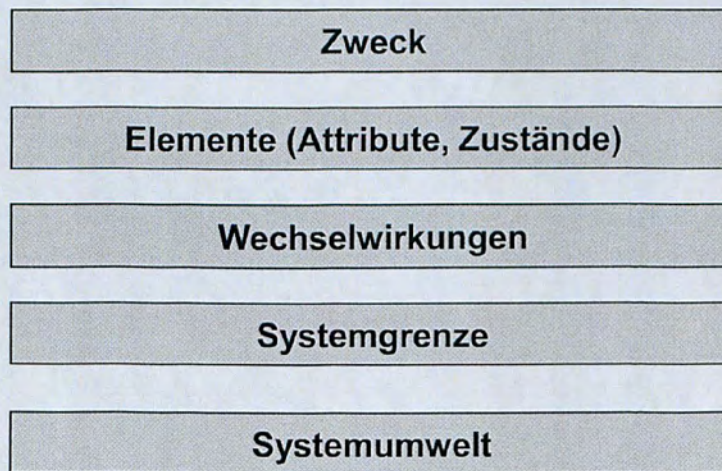 Zweck
Elemente (Attribute, Zustände)
Wechselwirkungen
Systemgrenze
Systemumwelt